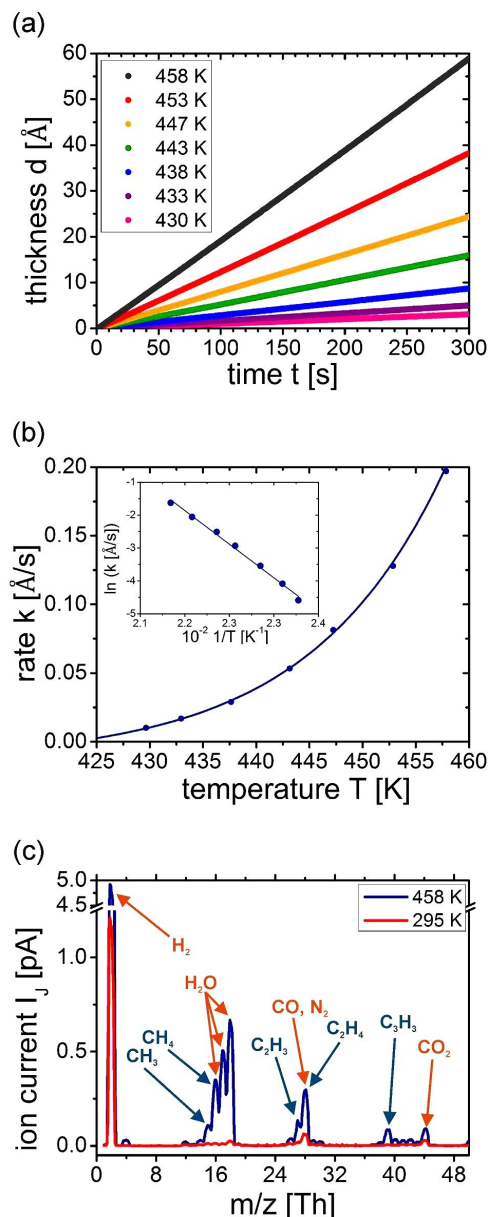 (a)
60
50
40
30
20
10
0
thickness d [Å]
458 K
453 K
447 K
443 K
438 K
433 K
430 K
0 50 100 150 200 250 300
time t [s]
(b)
0.20
0.15
0.10
0.05
0.00
rate k [Å/s]
-1
-2
-3
-4
-5
ln (k [Å/s])
2.1 2.2 2.3 2.4
10⁻² 1/T [K⁻¹]
425 430 435 440 445 450 455 460
temperature T [K]
(c)
5.0
4.5
1.0
0.5
0.0
ion current I_J [pA]
458 K
295 K
H₂
H₂O
CH₄
CH₃
CO, N₂
C₂H₃
C₂H₄
C₃H₃
CO₂
0 8 16 24 32 40 48
m/z [Th]